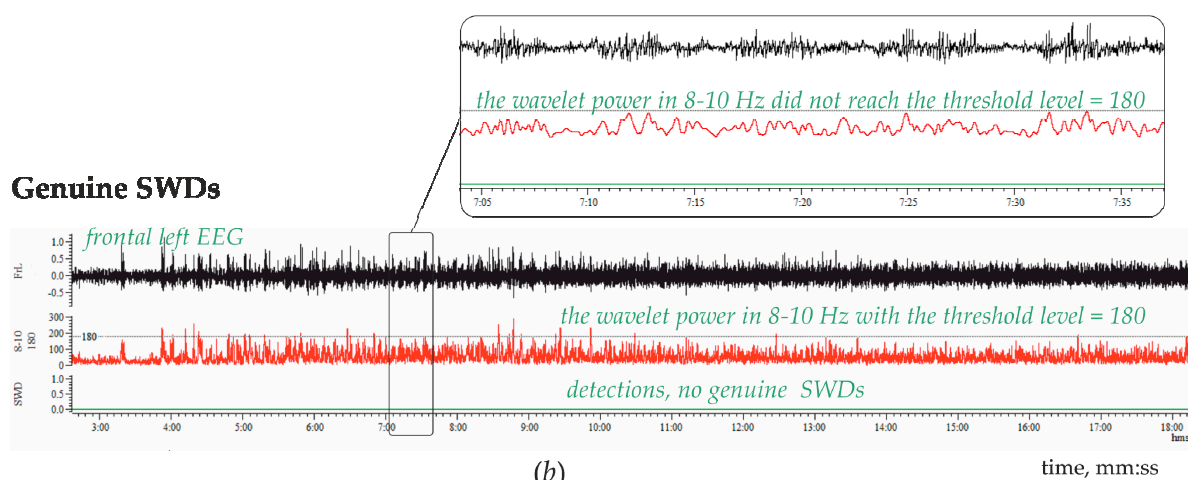 the wavelet power in 8-10 Hz did not reach the threshold level = 180
7:05 7:10 7:15 7:20 7:25 7:30 7:35
Genuine SWDs
frontal left EEG
FrL
1.0
0.5
0.0
-0.5
the wavelet power in 8-10 Hz with the threshold level = 180
8-10
180
300
200
100
0
180
detections, no genuine SWDs
SWD
1.0
0.5
0.0
3:00 4:00 5:00 6:00 7:00 8:00 9:00 10:00 11:00 12:00 13:00 14:00 15:00 16:00 17:00 18:00
hms
(b)
time, mm:ss